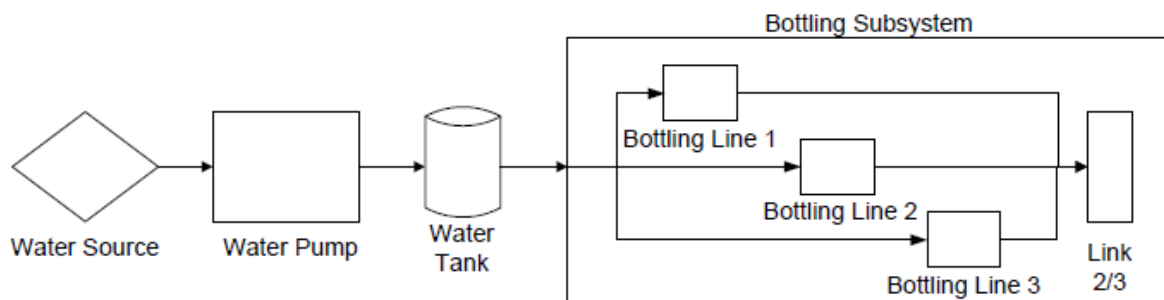 Bottling Subsystem
Bottling Line 1
Water Source
Water Pump
Water
Tank
Bottling Line 2
Bottling Line 3
Link
2/3